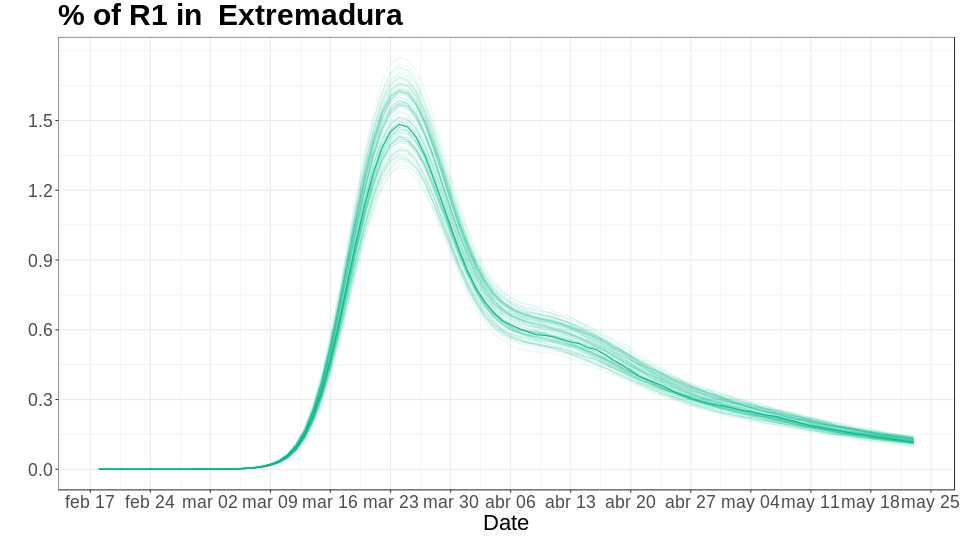 % of R1 in  Extremadura
1.5
1.2
0.9
0.6
0.3
0.0
feb 17 feb 24 mar 02 mar 09 mar 16 mar 23 mar 30 abr 06 abr 13 abr 20 abr 27 may 04 may 11 may 18 may 25
Date